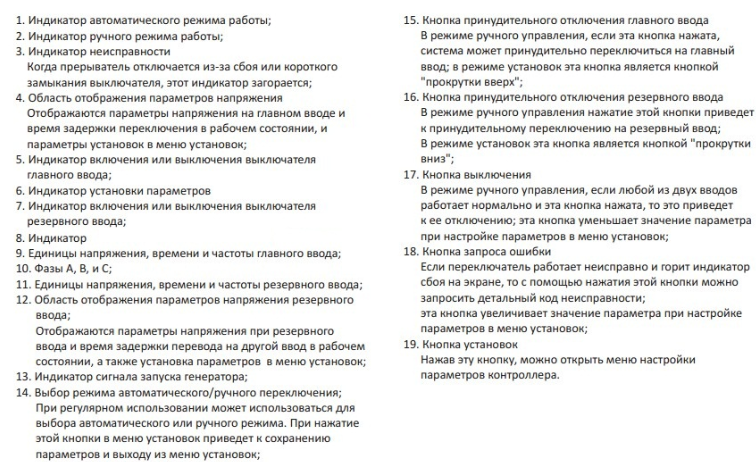 1. Индикатор автоматического режима работы;
2. Индикатор ручного режима работы;
3. Индикатор неисправности
Когда прерыватель отключается из-за сбоя или короткого
замыкания выключателя, этот индикатор загорается;
4. Область отображения параметров напряжения
Отображаются параметры напряжения на главном вводе и
время задержки переключения в рабочем состоянии, и
параметры установок в меню установок;
5. Индикатор включения или выключения выключателя
главного ввода;
6. Индикатор установки параметров
7. Индикатор включения или выключения выключателя
резервного ввода;
8. Индикатор
9. Единицы напряжения, времени и частоты главного ввода;
10. Фазы А, В, и С;
11. Единицы напряжения, времени и частоты резервного ввода;
12. Область отображения параметров напряжения резервного
ввода;
Отображаются параметры напряжения при резервного
ввода и время задержки перевода на другой ввод в рабочем
состоянии, а также установка параметров в меню установок;
13. Индикатор сигнала запуска генератора;
14. Выбор режима автоматического/ручного переключения;
При регулярном использовании может использоваться для
выбора автоматического или ручного режима. При нажатие
этой кнопки в меню установок приведет к сохранению
параметров и выходу из меню установок;
15. Кнопка принудительного отключения главного ввода
В режиме ручного управления, если эта кнопка нажата,
система может принудительно переключиться на главный
ввод; в режиме установок эта кнопка является кнопкой
"прокрутки вверх";
16. Кнопка принудительного отключения резервного ввода
В режиме ручного управления нажатие этой кнопки приведет
к принудительному переключению на резервный ввод;
В режиме установок эта кнопка является кнопкой "прокрутки
вниз";
17. Кнопка выключения
В режиме ручного управления, если любой из двух вводов
работает нормально и эта кнопка нажата, то это приведет
к ее отключению; эта кнопка уменьшает значение параметра
при настройке параметров в меню установок;
18. Кнопка запроса ошибки
Если переключатель работает неисправно и горит индикатор
сбоя на экране, то с помощью нажатия этой кнопки можно
запросить детальный код неисправности;
эта кнопка увеличивает значение параметра при настройке
параметров в меню установок;
19. Кнопка установок
Нажав эту кнопку, можно открыть меню настройки
параметров контроллера.